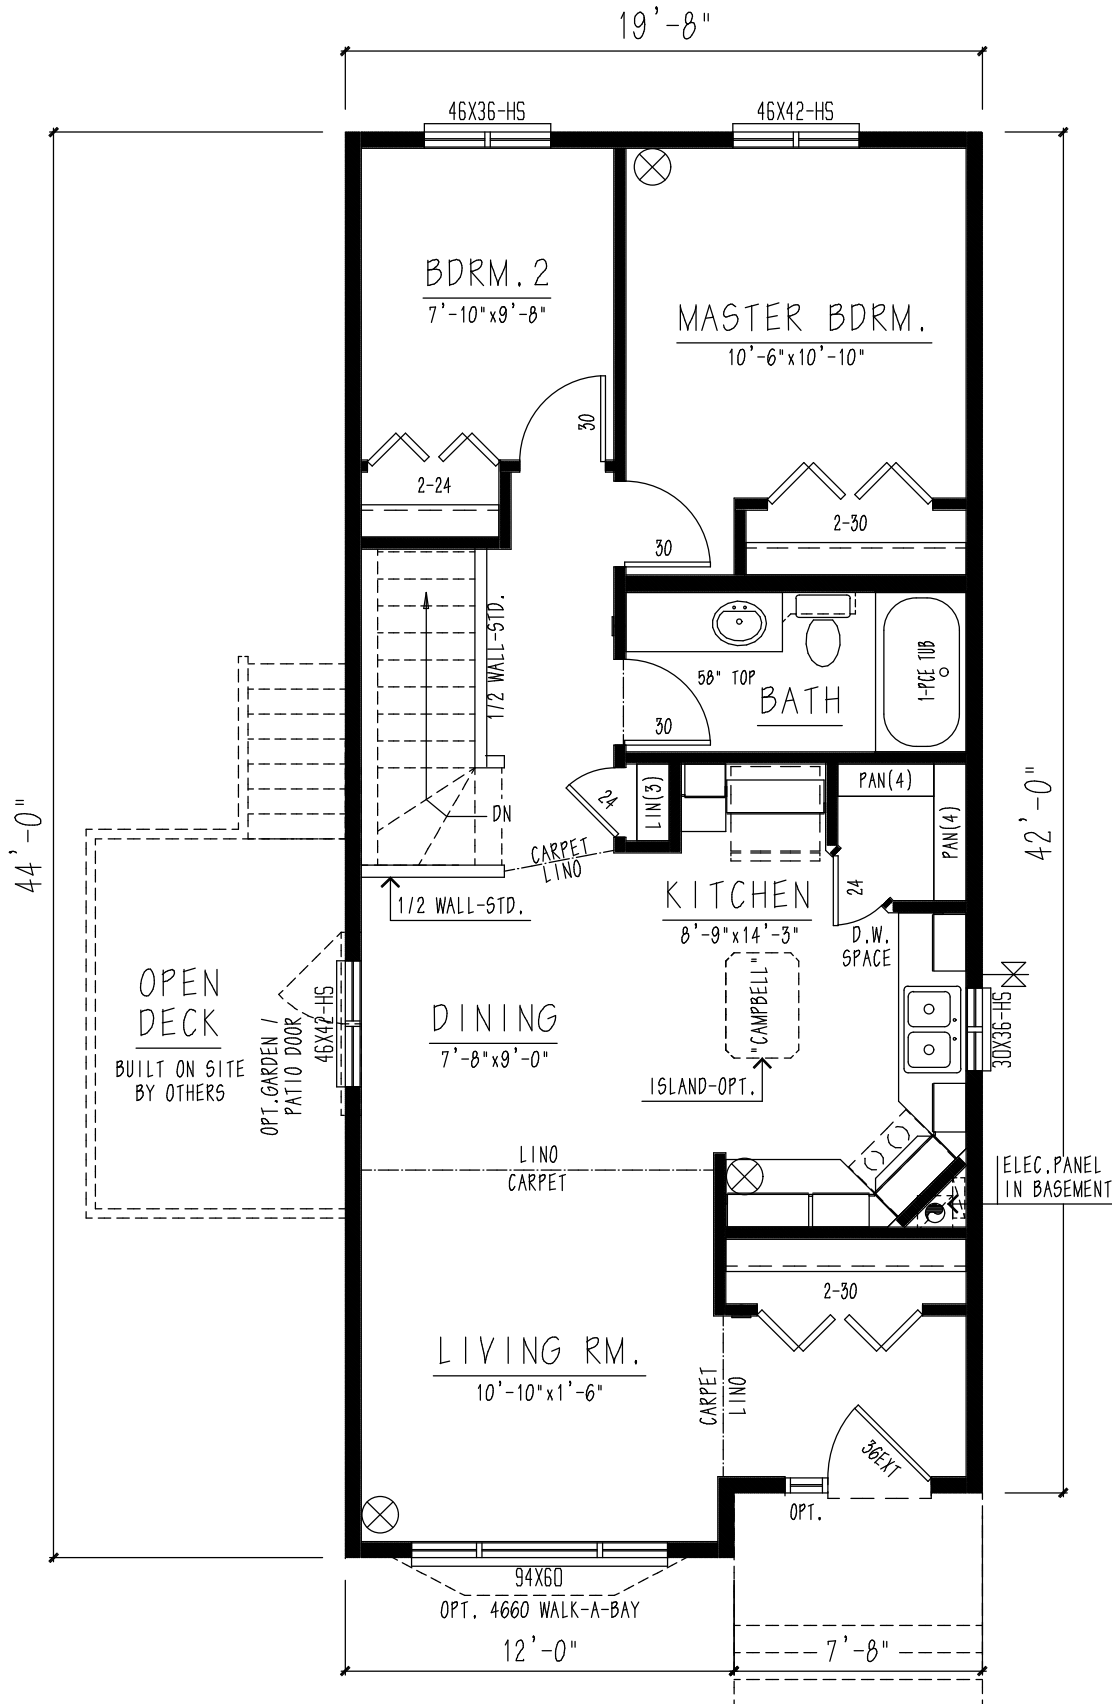 19'-8"
46X36-HS
46X42-HS
BDRM. 2
7'-10"x9'-8"
MASTER BDRM.
10'-6"x10'-10"
30
2-24
2-30
30
1/2 WALL-STD.
58" TOP
BATH
1-PCE TUB
30
24
LIN(3)
PAN(4)
PAN(4)
DN
CARPET
LINO
44'-0"
42'-0"
1/2 WALL-STD.
KITCHEN
8'-9"x14'-3"
24
D.W.
SPACE
OPEN
DECK
BUILT ON SITE
BY OTHERS
OPT.GARDEN /
PATIO DOOR
46X42-HS
DINING
7'-8"x9'-0"
"CAMPBELL"
ISLAND-OPT.
30X36-HS
LINO
CARPET
ELEC.PANEL
IN BASEMENT
2-30
LIVING RM.
10'-10"x1'-6"
CARPET
LINO
36EXT
OPT.
94X60
OPT. 4660 WALK-A-BAY
12'-0"
7'-8"